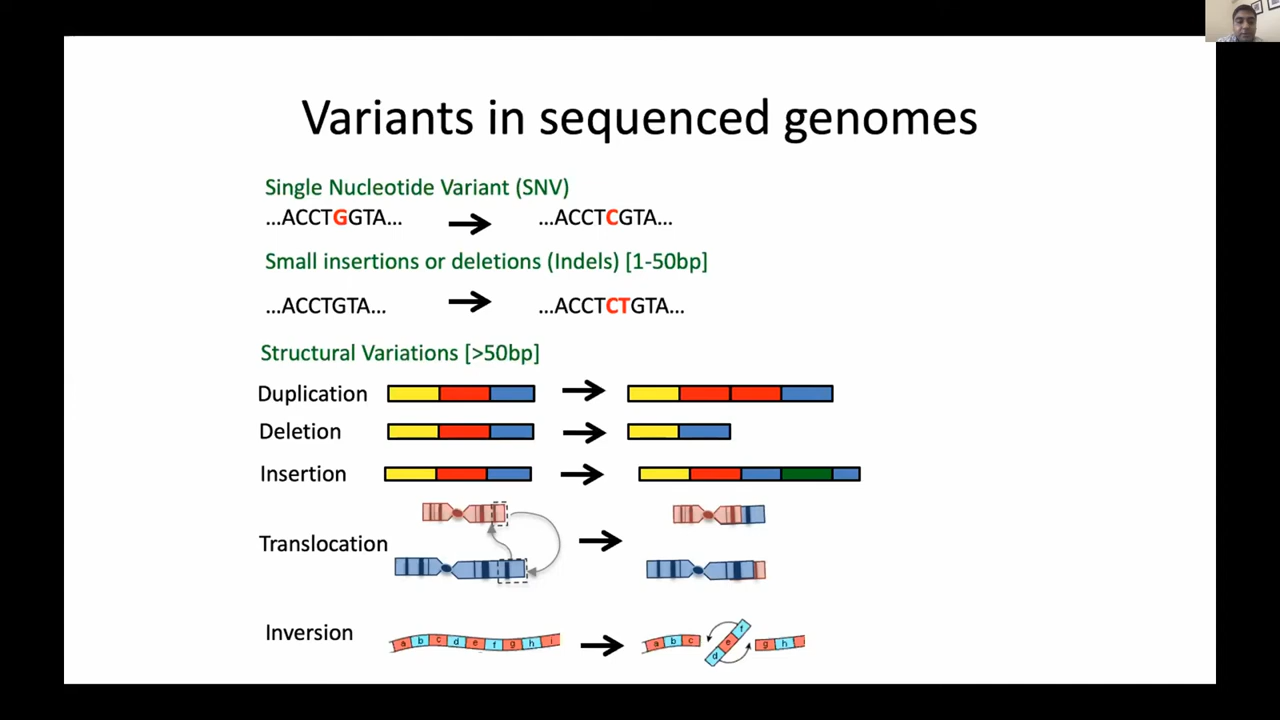 Variants in sequenced genomes
Single Nucleotide Variant (SNV)
...ACCTGGTA... ...ACCTCGTA...
Small insertions or deletions (Indels) [1-50bp]
...ACCTGTA... ...ACCTCTGTA...
Structural Variations [>50bp]
Duplication
Deletion
Insertion
Translocation
Inversion
a b c d e f g h i a b c d e f g h